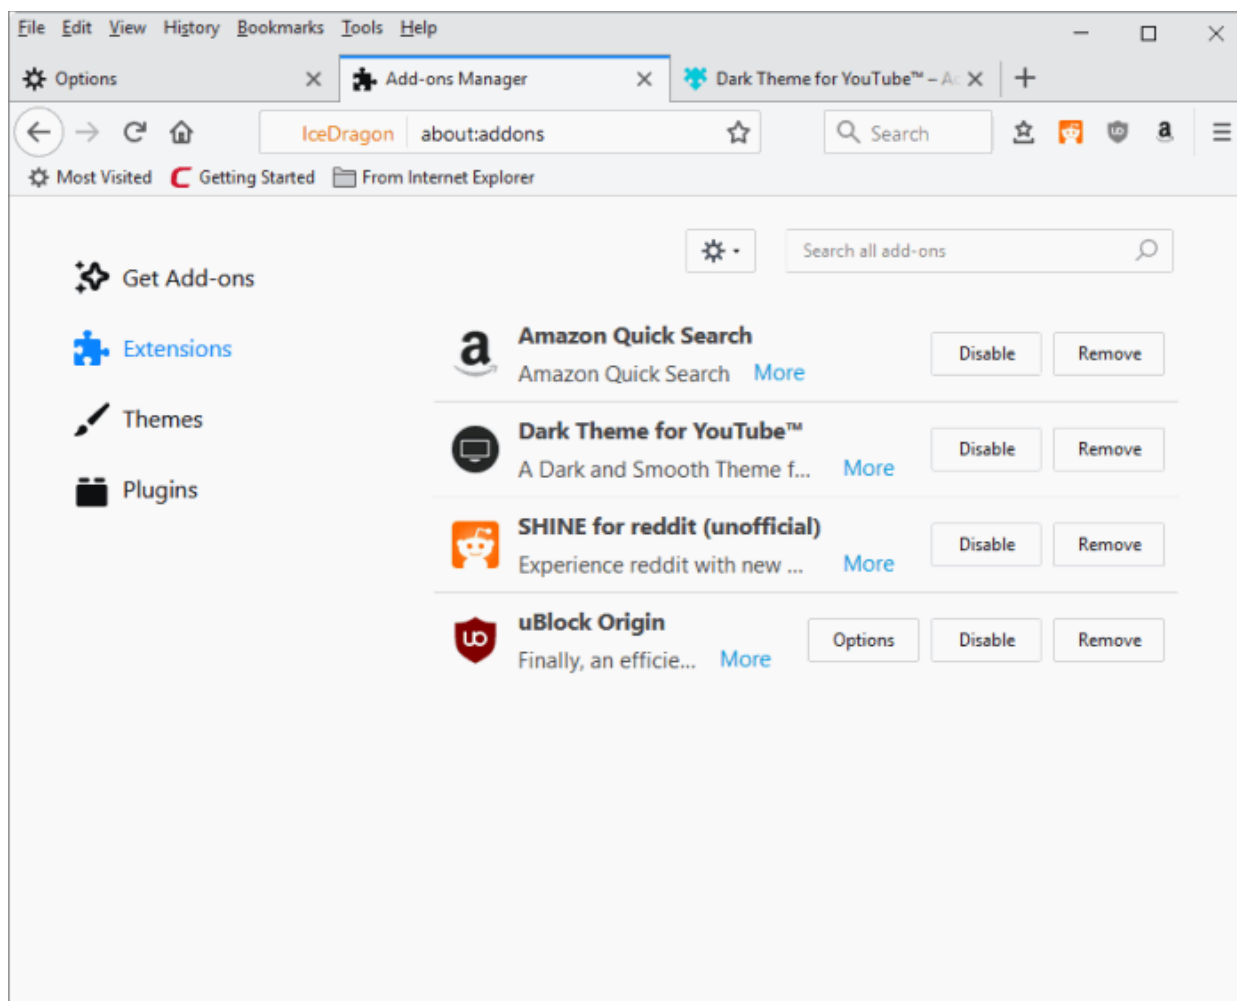 File Edit View History Bookmarks Tools Help
Options Add-ons Manager Dark Theme for YouTube™ –
IceDragon about:addons Search
Most Visited Getting Started From Internet Explorer
Search all add-ons
Get Add-ons
Extensions
Themes
Plugins
Amazon Quick Search
Amazon Quick Search More
Disable Remove
Dark Theme for YouTube™
A Dark and Smooth Theme f... More
Disable Remove
SHINE for reddit (unofficial)
Experience reddit with new ... More
Disable Remove
uBlock Origin
Finally, an efficie... More
Options Disable Remove